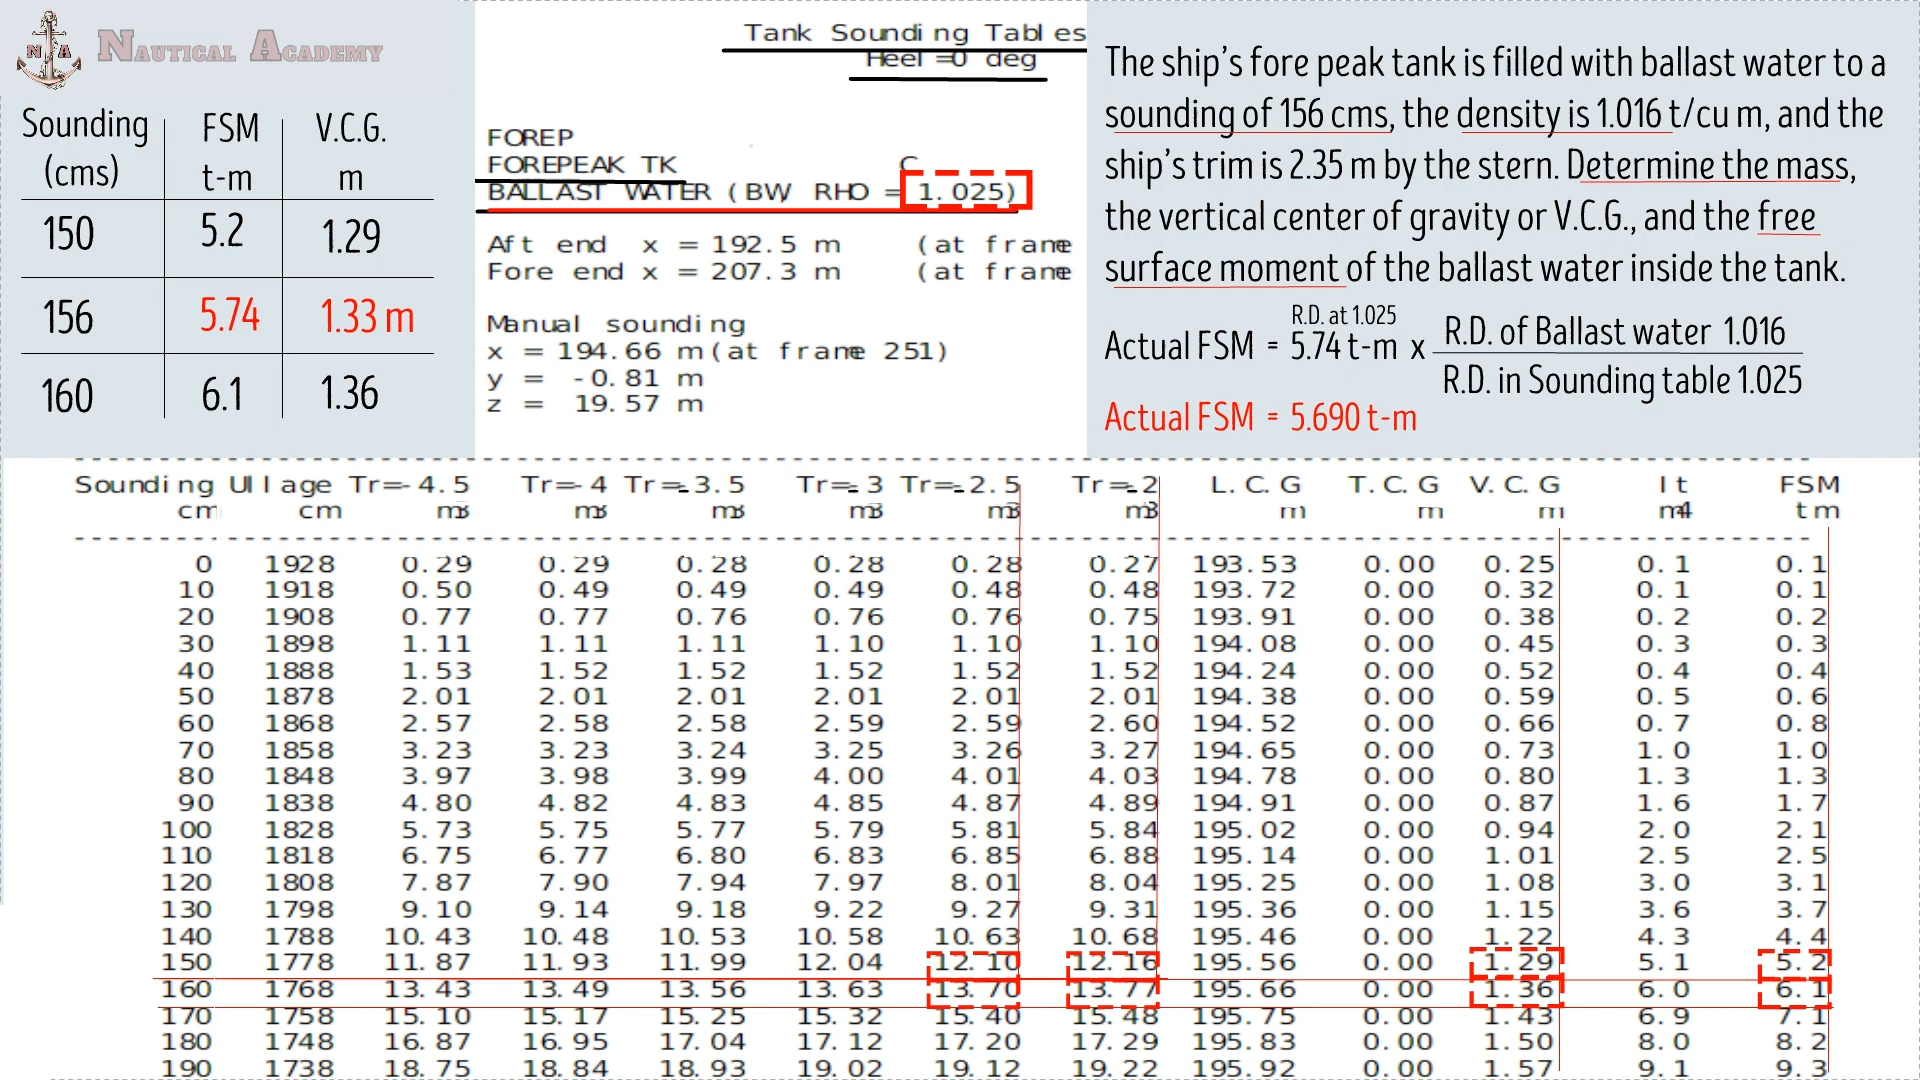 NA NAUTICAL ACADEMY
Sounding (cms) FSM t-m V.C.G. m
150 5.2 1.29
156 5.74 1.33 m
160 6.1 1.36
Tank Sounding Tables
Heel =0 deg
FOREP
FOREPEAK TK C
BALLAST WATER (BW, RHO = 1.025)
Aft end x = 192.5 m (at frame
Fore end x = 207.3 m (at frame
Manual sounding
x = 194.66 m(at frame 251)
y = -0.81 m
z = 19.57 m
The ship's fore peak tank is filled with ballast water to a
sounding of 156 cms, the density is 1.016 t/cu m, and the
ship's trim is 2.35 m by the stern. Determine the mass,
the vertical center of gravity or V.C.G., and the free
surface moment of the ballast water inside the tank.
R.D. at 1.025
Actual FSM = 5.74 t-m x R.D. of Ballast water 1.016
R.D. in Sounding table 1.025
Actual FSM = 5.690 t-m
Sounding Ullage Tr=-4.5 Tr=-4 Tr=-3.5 Tr=-3 Tr=-2.5 Tr=-2 L.C.G T.C.G V.C.G It FSM
cm cm m3 m3 m3 m3 m3 m3 m m m m4 tm
0 1928 0.29 0.29 0.28 0.28 0.28 0.27 193.53 0.00 0.25 0.1 0.1
10 1918 0.50 0.49 0.49 0.49 0.48 0.48 193.72 0.00 0.32 0.1 0.1
20 1908 0.77 0.77 0.76 0.76 0.76 0.75 193.91 0.00 0.38 0.2 0.2
30 1898 1.11 1.11 1.11 1.10 1.10 1.10 194.08 0.00 0.45 0.3 0.3
40 1888 1.53 1.52 1.52 1.52 1.52 1.52 194.24 0.00 0.52 0.4 0.4
50 1878 2.01 2.01 2.01 2.01 2.01 2.01 194.38 0.00 0.59 0.5 0.6
60 1868 2.57 2.58 2.58 2.59 2.59 2.60 194.52 0.00 0.66 0.7 0.8
70 1858 3.23 3.23 3.24 3.25 3.26 3.27 194.65 0.00 0.73 1.0 1.0
80 1848 3.97 3.98 3.99 4.00 4.01 4.03 194.78 0.00 0.80 1.3 1.3
90 1838 4.80 4.82 4.83 4.85 4.87 4.89 194.91 0.00 0.87 1.6 1.7
100 1828 5.73 5.75 5.77 5.79 5.81 5.84 195.02 0.00 0.94 2.0 2.1
110 1818 6.75 6.77 6.80 6.83 6.85 6.88 195.14 0.00 1.01 2.5 2.5
120 1808 7.87 7.90 7.94 7.97 8.01 8.04 195.25 0.00 1.08 3.0 3.1
130 1798 9.10 9.14 9.18 9.22 9.27 9.31 195.36 0.00 1.15 3.6 3.7
140 1788 10.43 10.48 10.53 10.58 10.63 10.68 195.46 0.00 1.22 4.3 4.4
150 1778 11.87 11.93 11.99 12.04 12.10 12.16 195.56 0.00 1.29 5.1 5.2
160 1768 13.43 13.49 13.56 13.63 13.70 13.77 195.66 0.00 1.36 6.0 6.1
170 1758 15.10 15.17 15.25 15.32 15.40 15.48 195.75 0.00 1.43 6.9 7.1
180 1748 16.87 16.95 17.04 17.12 17.20 17.29 195.83 0.00 1.50 8.0 8.2
190 1738 18.75 18.84 18.93 19.02 19.12 19.22 195.92 0.00 1.57 9.1 9.3